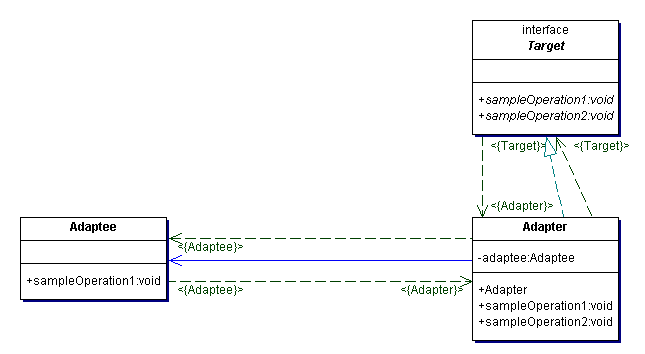 interface
Target
+sampleOperation1:void
+sampleOperation2:void
<{Target}>
<{Target}>
<{Adapter}>
Adaptee
+sampleOperation1:void
<{Adaptee}>
<{Adaptee}>
<{Adapter}>
Adapter
-adaptee:Adaptee
+Adapter
+sampleOperation1:void
+sampleOperation2:void